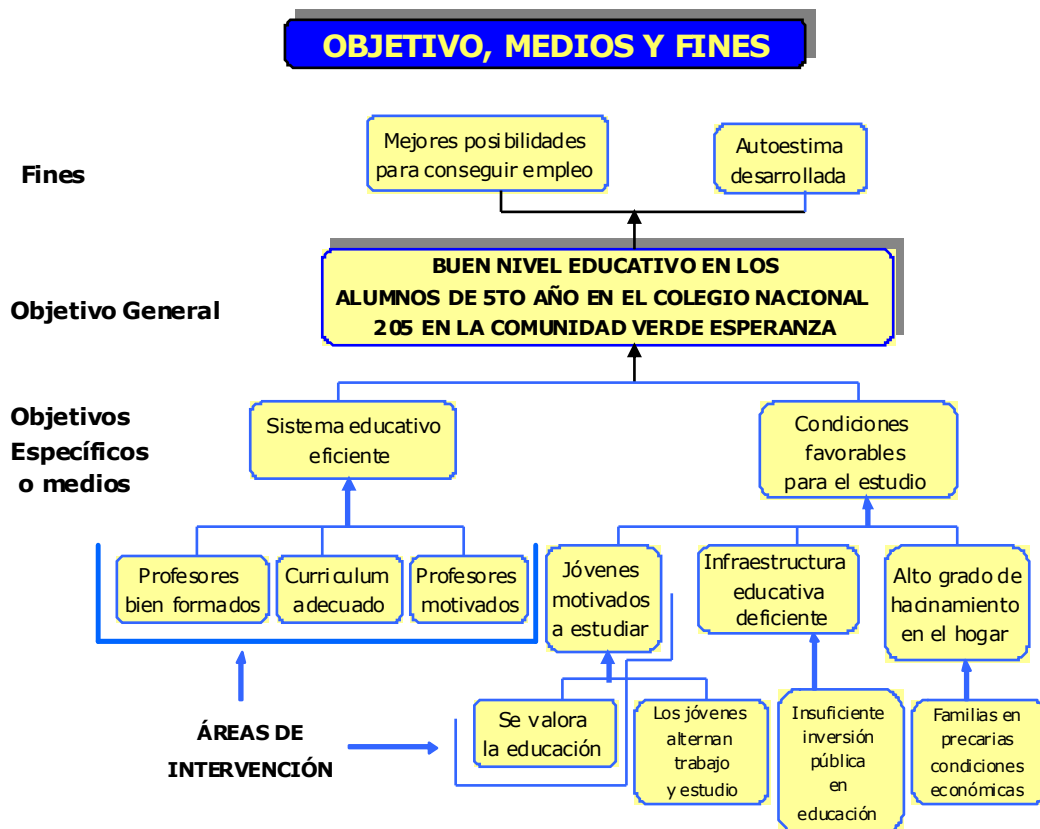 OBJETIVO, MEDIOS Y FINES
Fines
Mejores posibilidades
para conseguir empleo
Autoestima
desarrollada
Objetivo General
BUEN NIVEL EDUCATIVO EN LOS
ALUMNOS DE 5TO AÑO EN EL COLEGIO NACIONAL
205 EN LA COMUNIDAD VERDE ESPERANZA
Objetivos
Específicos
o medios
Sistema educativo
eficiente
Condiciones
favorables
para el estudio
Profesores
bien formados
Curriculum
adecuado
Profesores
motivados
Jóvenes
motivados
a estudiar
Infraestructura
educativa
deficiente
Alto grado de
hacinamiento
en el hogar
ÁREAS DE
INTERVENCIÓN
Se valora
la educación
Los jóvenes
alternan
trabajo
y estudio
Insuficiente
inversión
pública
en
educación
Familias en
precarias
condiciones
económicas